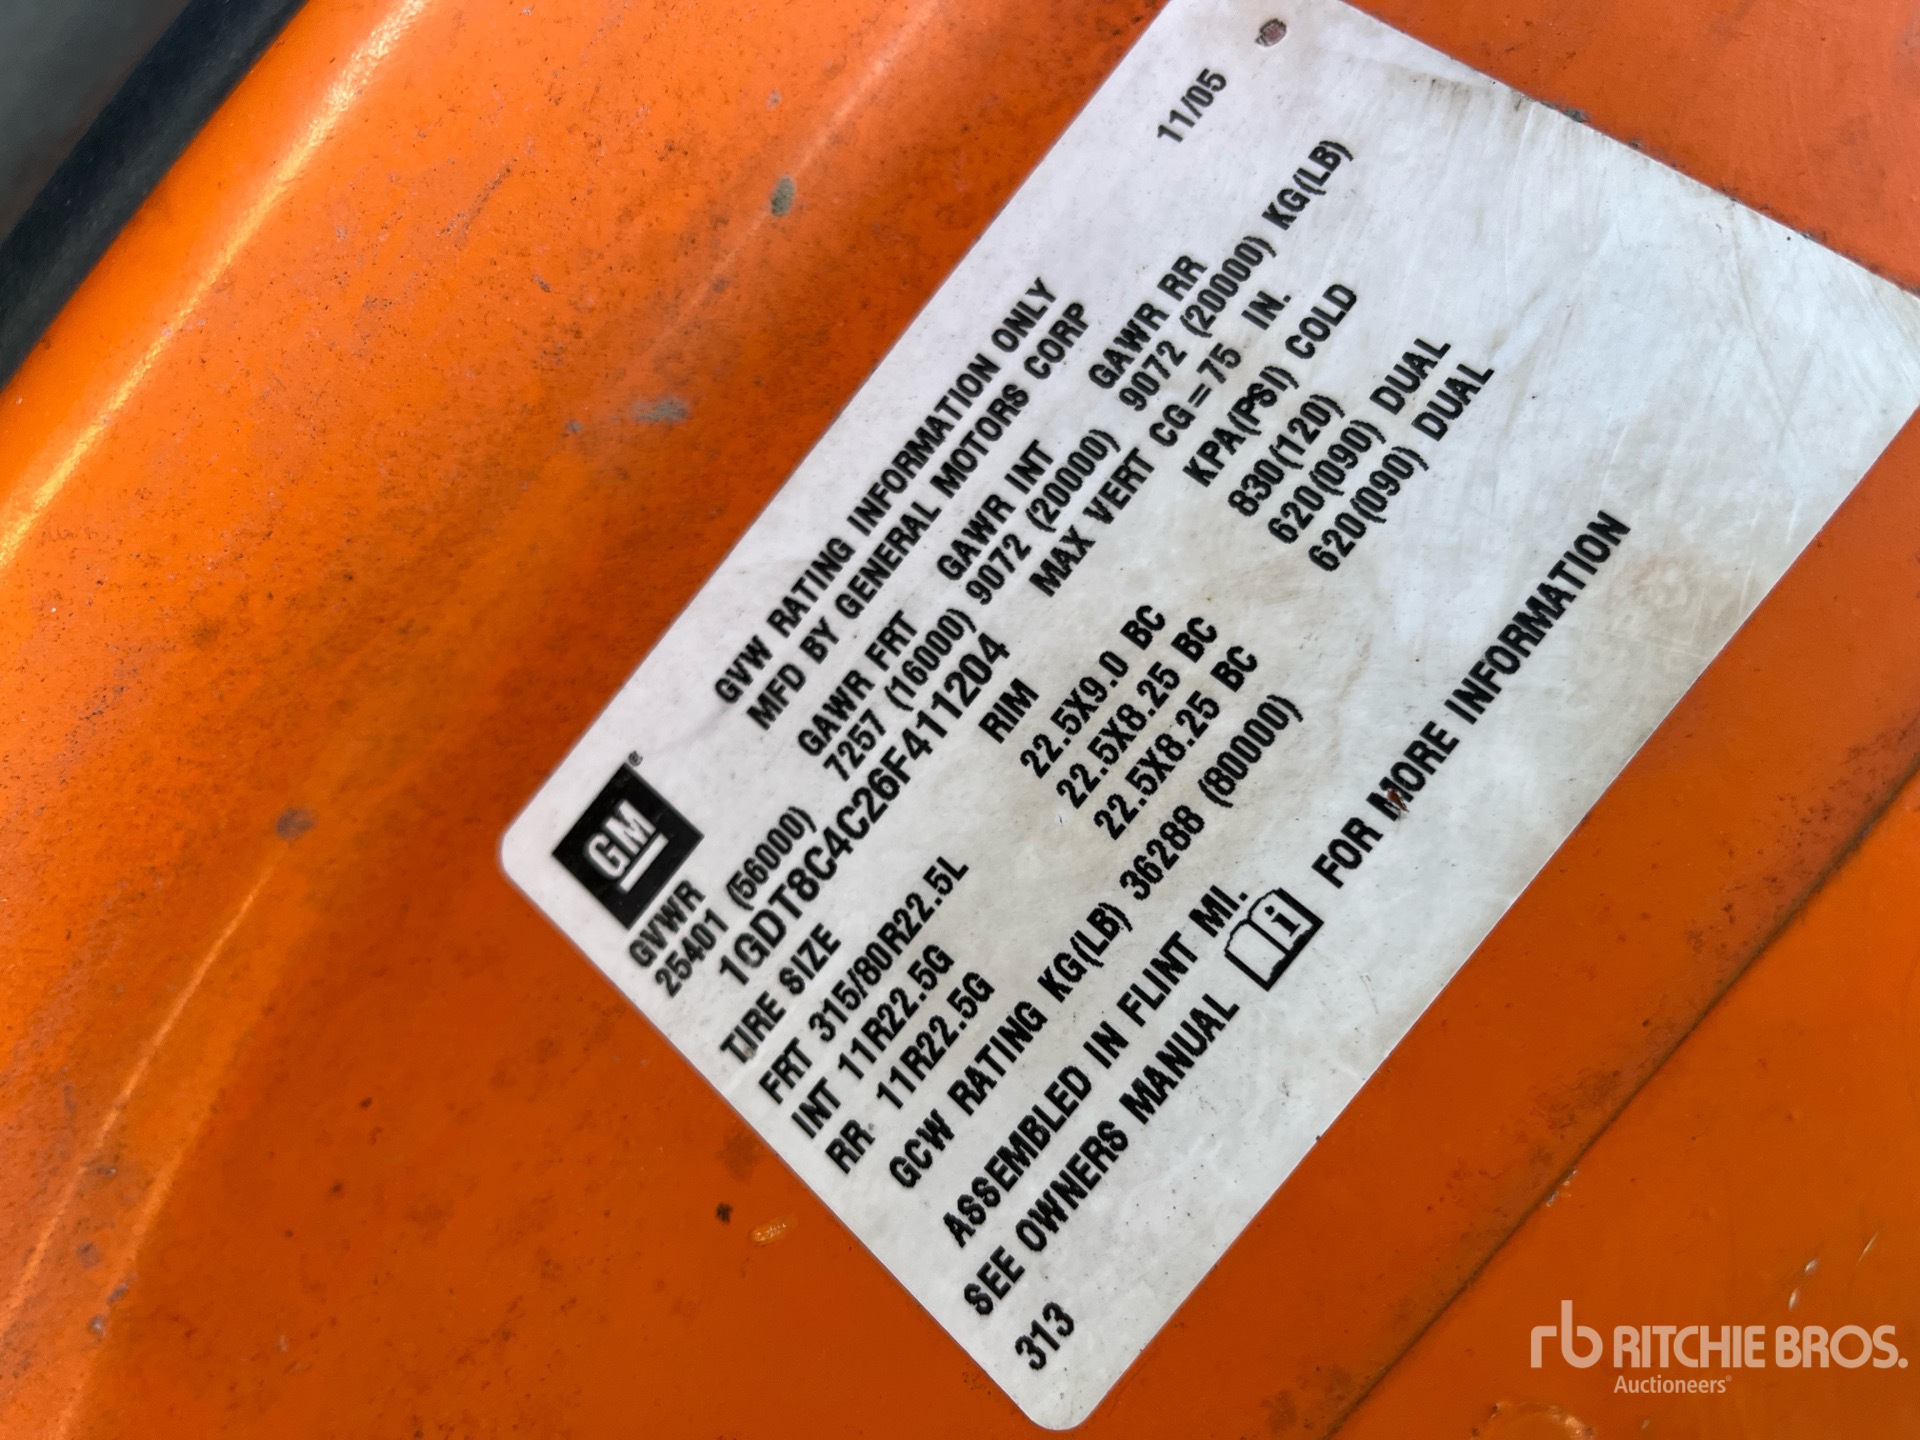 11/05
GM®
GVW RATING INFORMATION ONLY
MFD BY GENERAL MOTORS CORP
GVWR GAWR FRT GAWR INT GAWR RR
25401 (56000) 7257 (16000) 9072 (20000) 9072 (20000) KG(LB)
1GDT8C4C26F411204 MAX VERT CG=75 IN.
TIRE SIZE RIM KPA(PSI) COLD
FRT 315/80R22.5L 22.5X9.0 BC 830(120)
INT 11R22.5G 22.5X8.25 BC 620(090) DUAL
RR 11R22.5G 22.5X8.25 BC 620(090) DUAL
GCW RATING KG(LB) 36288 (80000)
ASSEMBLED IN FLINT MI.
SEE OWNERS MANUAL i FOR MORE INFORMATION
313
rb RITCHIE BROS.
Auctioneers®